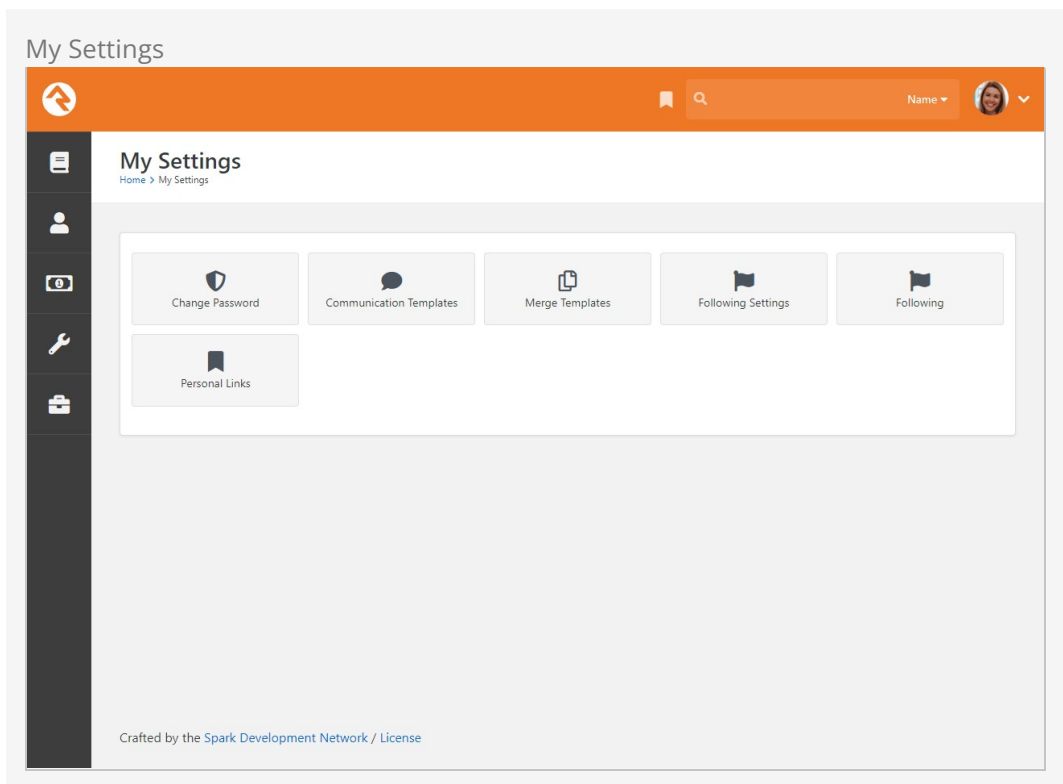 My Settings
Name
My Settings
Home > My Settings
Change Password
Communication Templates
Merge Templates
Following Settings
Following
Personal Links
Crafted by the Spark Development Network / License